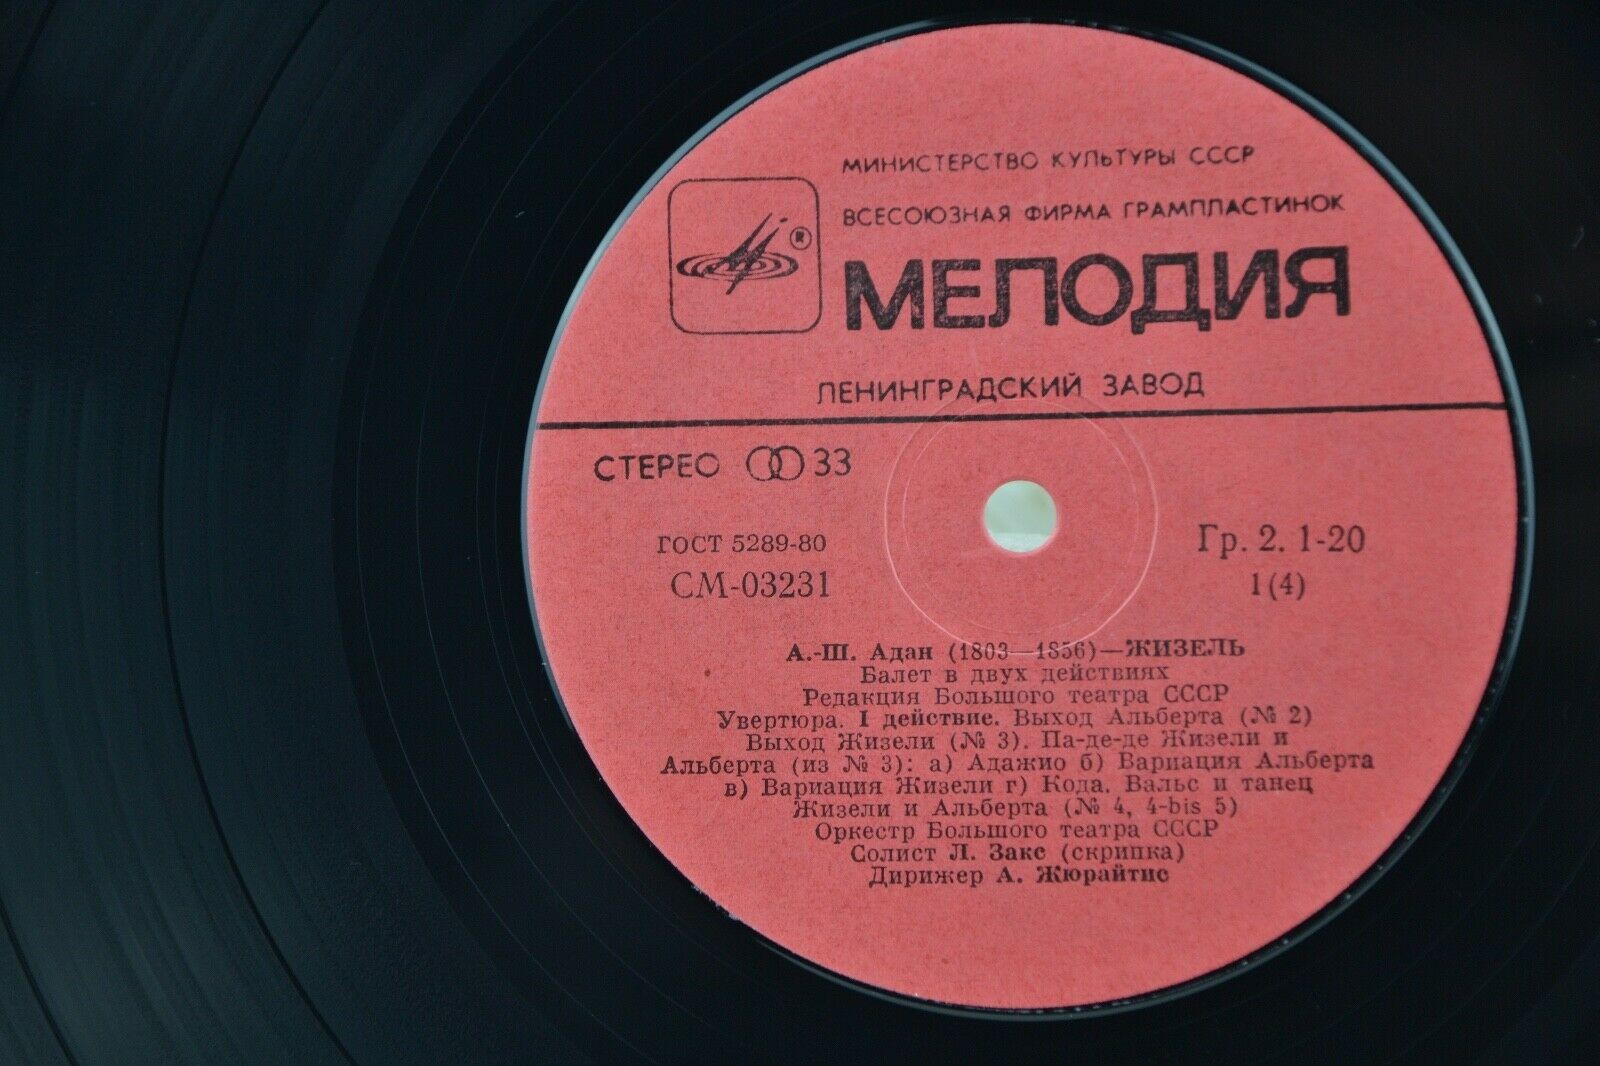 МИНИСТЕРСТВО КУЛЬТУРЫ СССР
ВСЕСОЮЗНАЯ ФИРМА ГРАМПЛАСТИНОК
®
МЕЛОДИЯ
ЛЕНИНГРАДСКИЙ ЗАВОД
СТЕРЕО 33
ГОСТ 5289-80
Гр. 2. 1-20
СМ-03231
1(4)
А.-Ш. Адан (1803—1856)—ЖИЗЕЛЬ
Балет в двух действиях
Редакция Большого театра СССР
Увертюра. I действие. Выход Альберта (№ 2)
Выход Жизели (№ 3). Па-де-де Жизели и
Альберта (из № 3): а) Адажио б) Вариация Альберта
в) Вариация Жизели г) Кода. Вальс и танец
Жизели и Альберта (№ 4, 4-bis 5)
Оркестр Большого театра СССР
Солист Л. Закс (скрипка)
Дирижер А. Жюрайтис